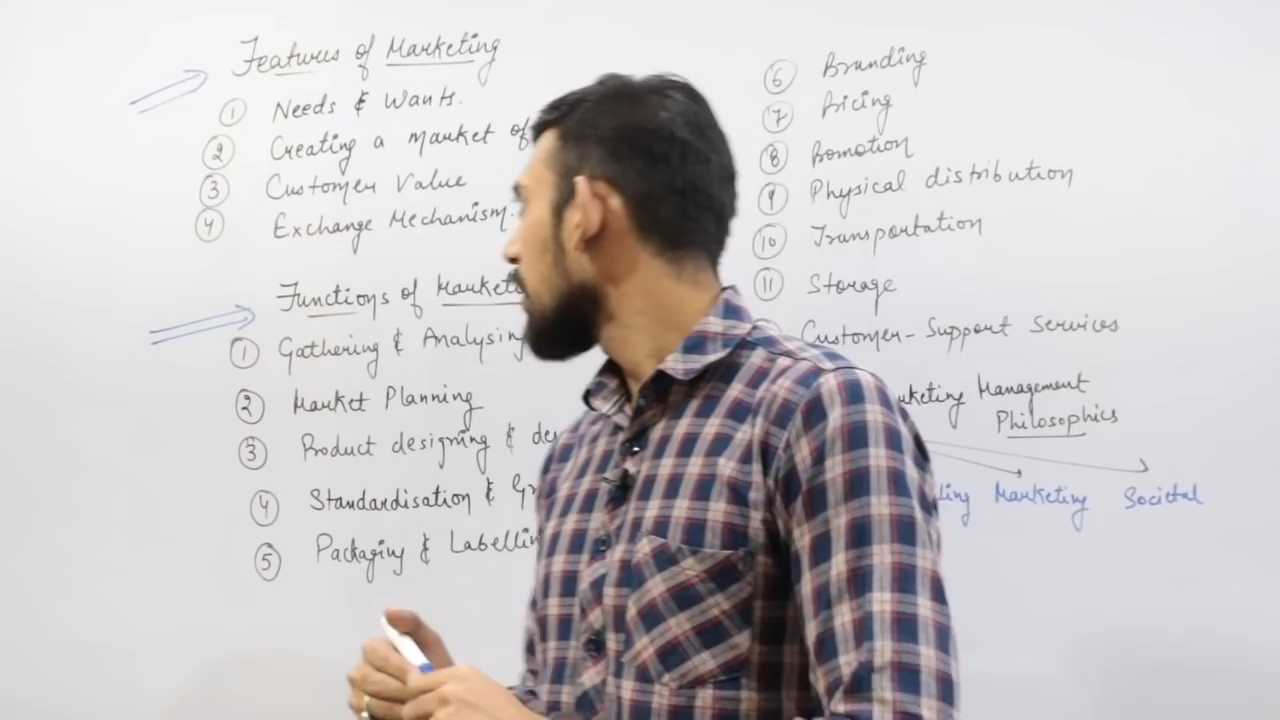 Features of Marketing
① Needs & Wants.
② Creating a market of
③ Customer Value
④ Exchange Mechanism.
Functions of
① Gathering & Analysing
② Market Planning
③ Product designing &
④ Standardisation &
⑤ Packaging &
⑥ Branding
⑦ Pricing
⑧ Promotion
⑨ Physical distribution
⑩ Transportation
⑪ Storage
Customer-Support Services
Management
Philosophies
Marketing Societal